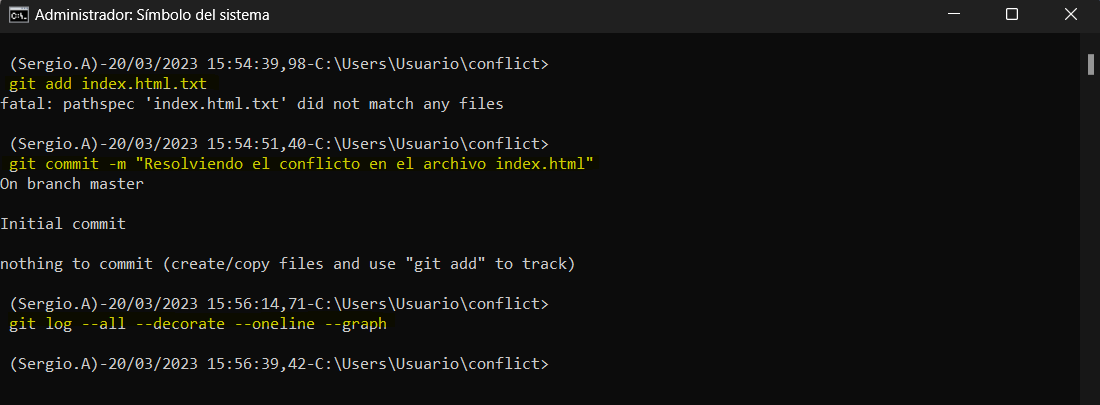 Administrador: Símbolo del sistema
(Sergio.A)-20/03/2023 15:54:39,98-C:\Users\Usuario\conflict>
git add index.html.txt
fatal: pathspec 'index.html.txt' did not match any files
(Sergio.A)-20/03/2023 15:54:51,40-C:\Users\Usuario\conflict>
git commit -m "Resolviendo el conflicto en el archivo index.html"
On branch master
Initial commit
nothing to commit (create/copy files and use "git add" to track)
(Sergio.A)-20/03/2023 15:56:14,71-C:\Users\Usuario\conflict>
git log --all --decorate --oneline --graph
(Sergio.A)-20/03/2023 15:56:39,42-C:\Users\Usuario\conflict>